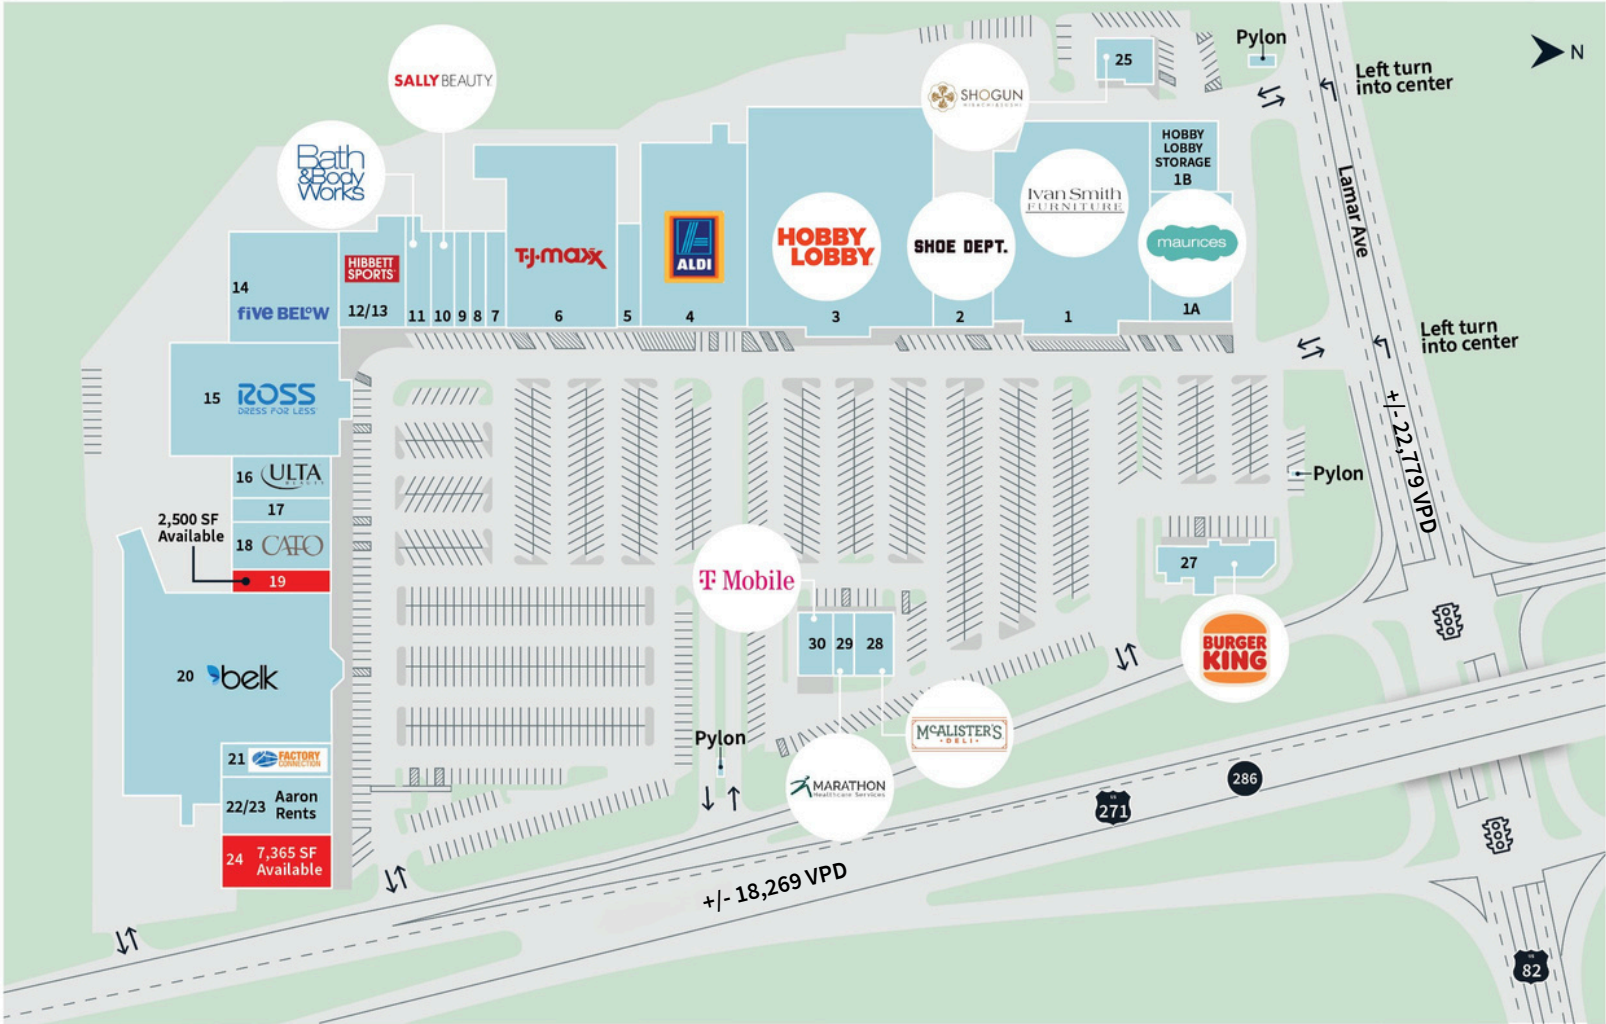 Pylon
N
Left turn
into center
25
SALLY BEAUTY
SHOGUN
HIBACHI & SUSHI
HOBBY
LOBBY
STORAGE
1B
Bath
& Body
Works
Lamar Ave
Ivan Smith
FURNITURE
maurices
HOBBY
LOBBY
SHOE DEPT.
T·J·maxx
ALDI
HIBBETT
SPORTS
14
five BELOW
12/13
11
10
9
8
7
6
5
4
3
2
1
1A
Left turn
into center
15
ROSS
DRESS FOR LESS
+/- 22,779 VPD
16
ULTA
BEAUTY
Pylon
17
2,500 SF
Available
18
CATO
19
27
T Mobile
30
29
28
BURGER
KING
20
belk
McALISTER'S
DELI
Pylon
21
FACTORY
CONNECTION
MARATHON
Healthcare Services
286
US
271
22/23
Aaron
Rents
24
7,365 SF
Available
+/- 18,269 VPD
US
82